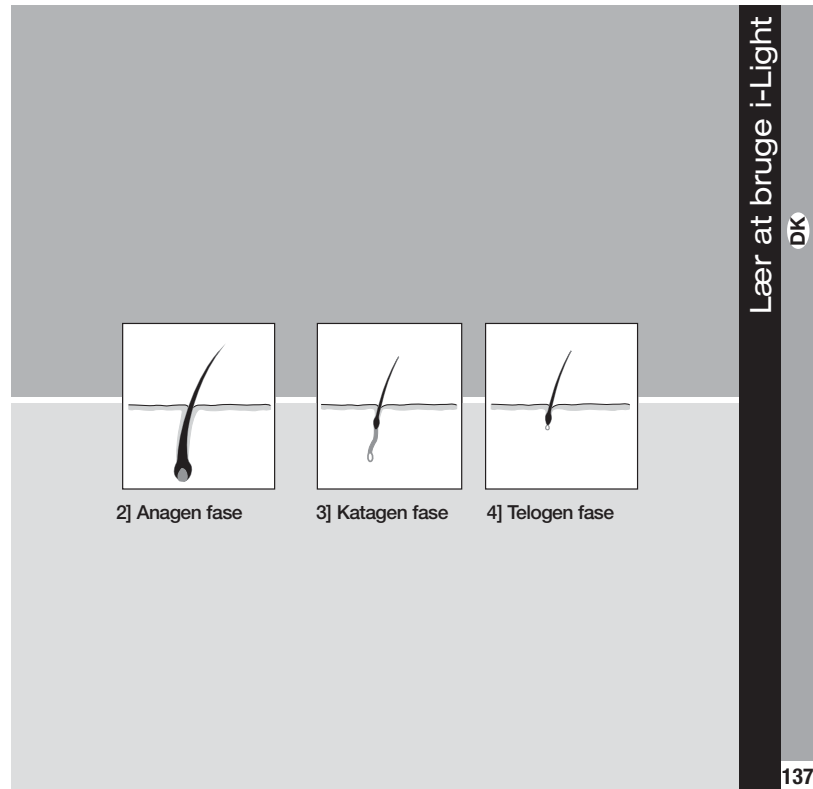 Lær at bruge i-Light
DK
2] Anagen fase
3] Katagen fase
4] Telogen fase
137